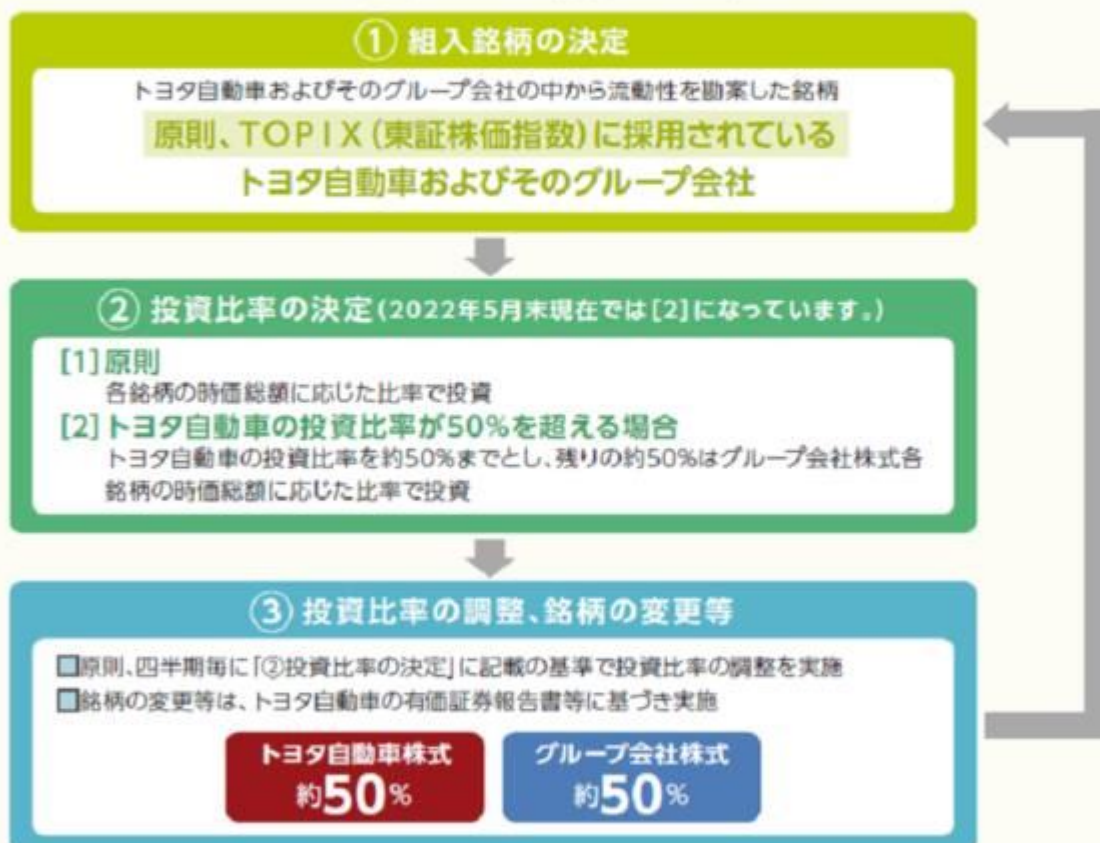 ① 組入銘柄の決定
トヨタ自動車およびそのグループ会社の中から流動性を勘案した銘柄
原則、TOPIX(東証株価指数)に採用されている
トヨタ自動車およびそのグループ会社
② 投資比率の決定(2022年5月末現在では[2]になっています。)
[1]原則
各銘柄の時価総額に応じた比率で投資
[2]トヨタ自動車の投資比率が50%を超える場合
トヨタ自動車の投資比率を約50%までとし、残りの約50%はグループ会社株式各
銘柄の時価総額に応じた比率で投資
③ 投資比率の調整、銘柄の変更等
□原則、四半期毎に「②投資比率の決定」に記載の基準で投資比率の調整を実施
□銘柄の変更等は、トヨタ自動車の有価証券報告書等に基づき実施
トヨタ自動車株式
約50%
グループ会社株式
約50%